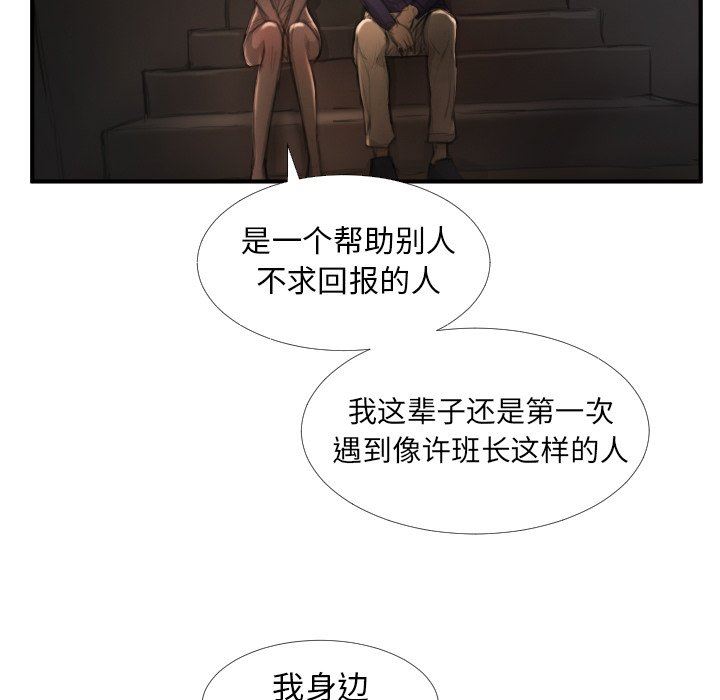 是一个帮助别人
不求回报的人
我这辈子还是第一次
遇到像许班长这样的人
我身边